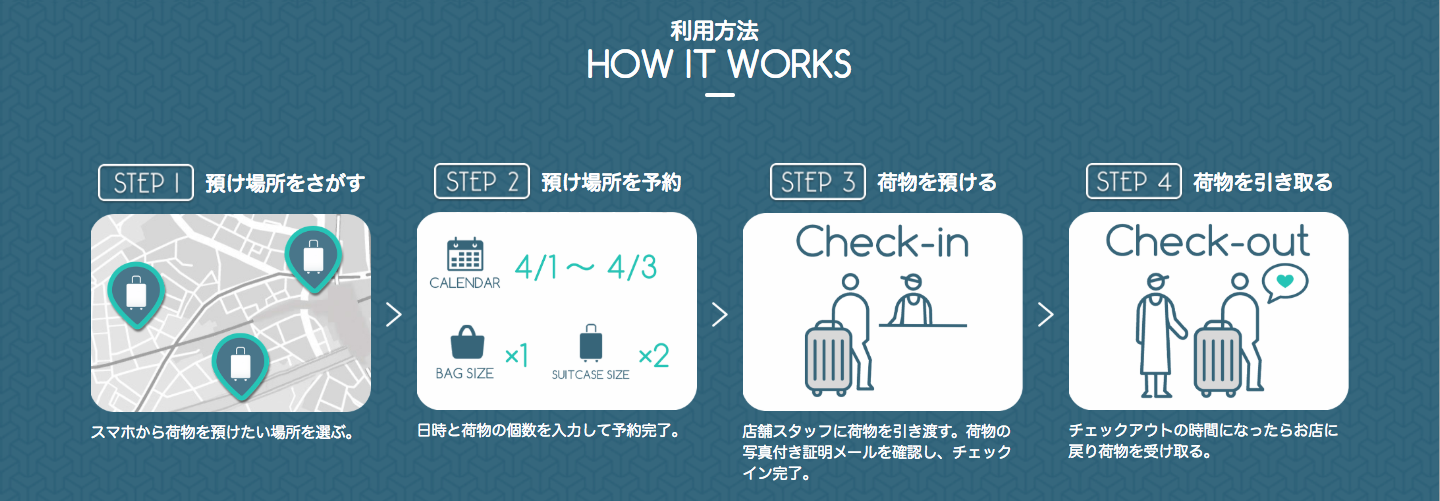 利用方法
HOW IT WORKS
STEP 1 預け場所をさがす
スマホから荷物を預けたい場所を選ぶ。
STEP 2 預け場所を予約
CALENDAR 4/1～4/3
BAG SIZE ×1 SUITCASE SIZE ×2
日時と荷物の個数を入力して予約完了。
STEP 3 荷物を預ける
Check-in
店舗スタッフに荷物を引き渡す。荷物の
写真付き証明メールを確認し、チェック
イン完了。
STEP 4 荷物を引き取る
Check-out
チェックアウトの時間になったらお店に
戻り荷物を受け取る。